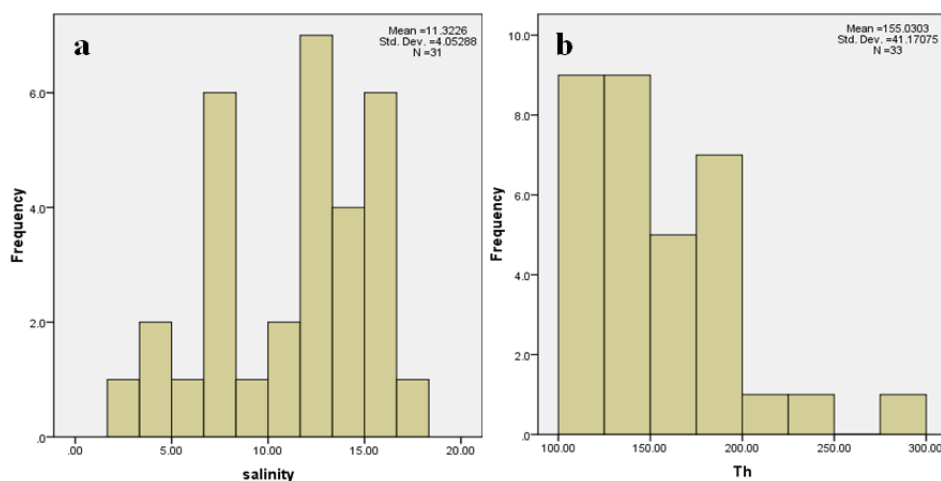 a
Mean =11.3226
Std. Dev. =4.05288
N =31
6.0
4.0
2.0
.0
Frequency
.00 5.00 10.00 15.00 20.00
salinity
b
Mean =155.0303
Std. Dev. =41.17075
N =33
10.0
8.0
6.0
4.0
2.0
.0
Frequency
100.00 150.00 200.00 250.00 300.00
Th